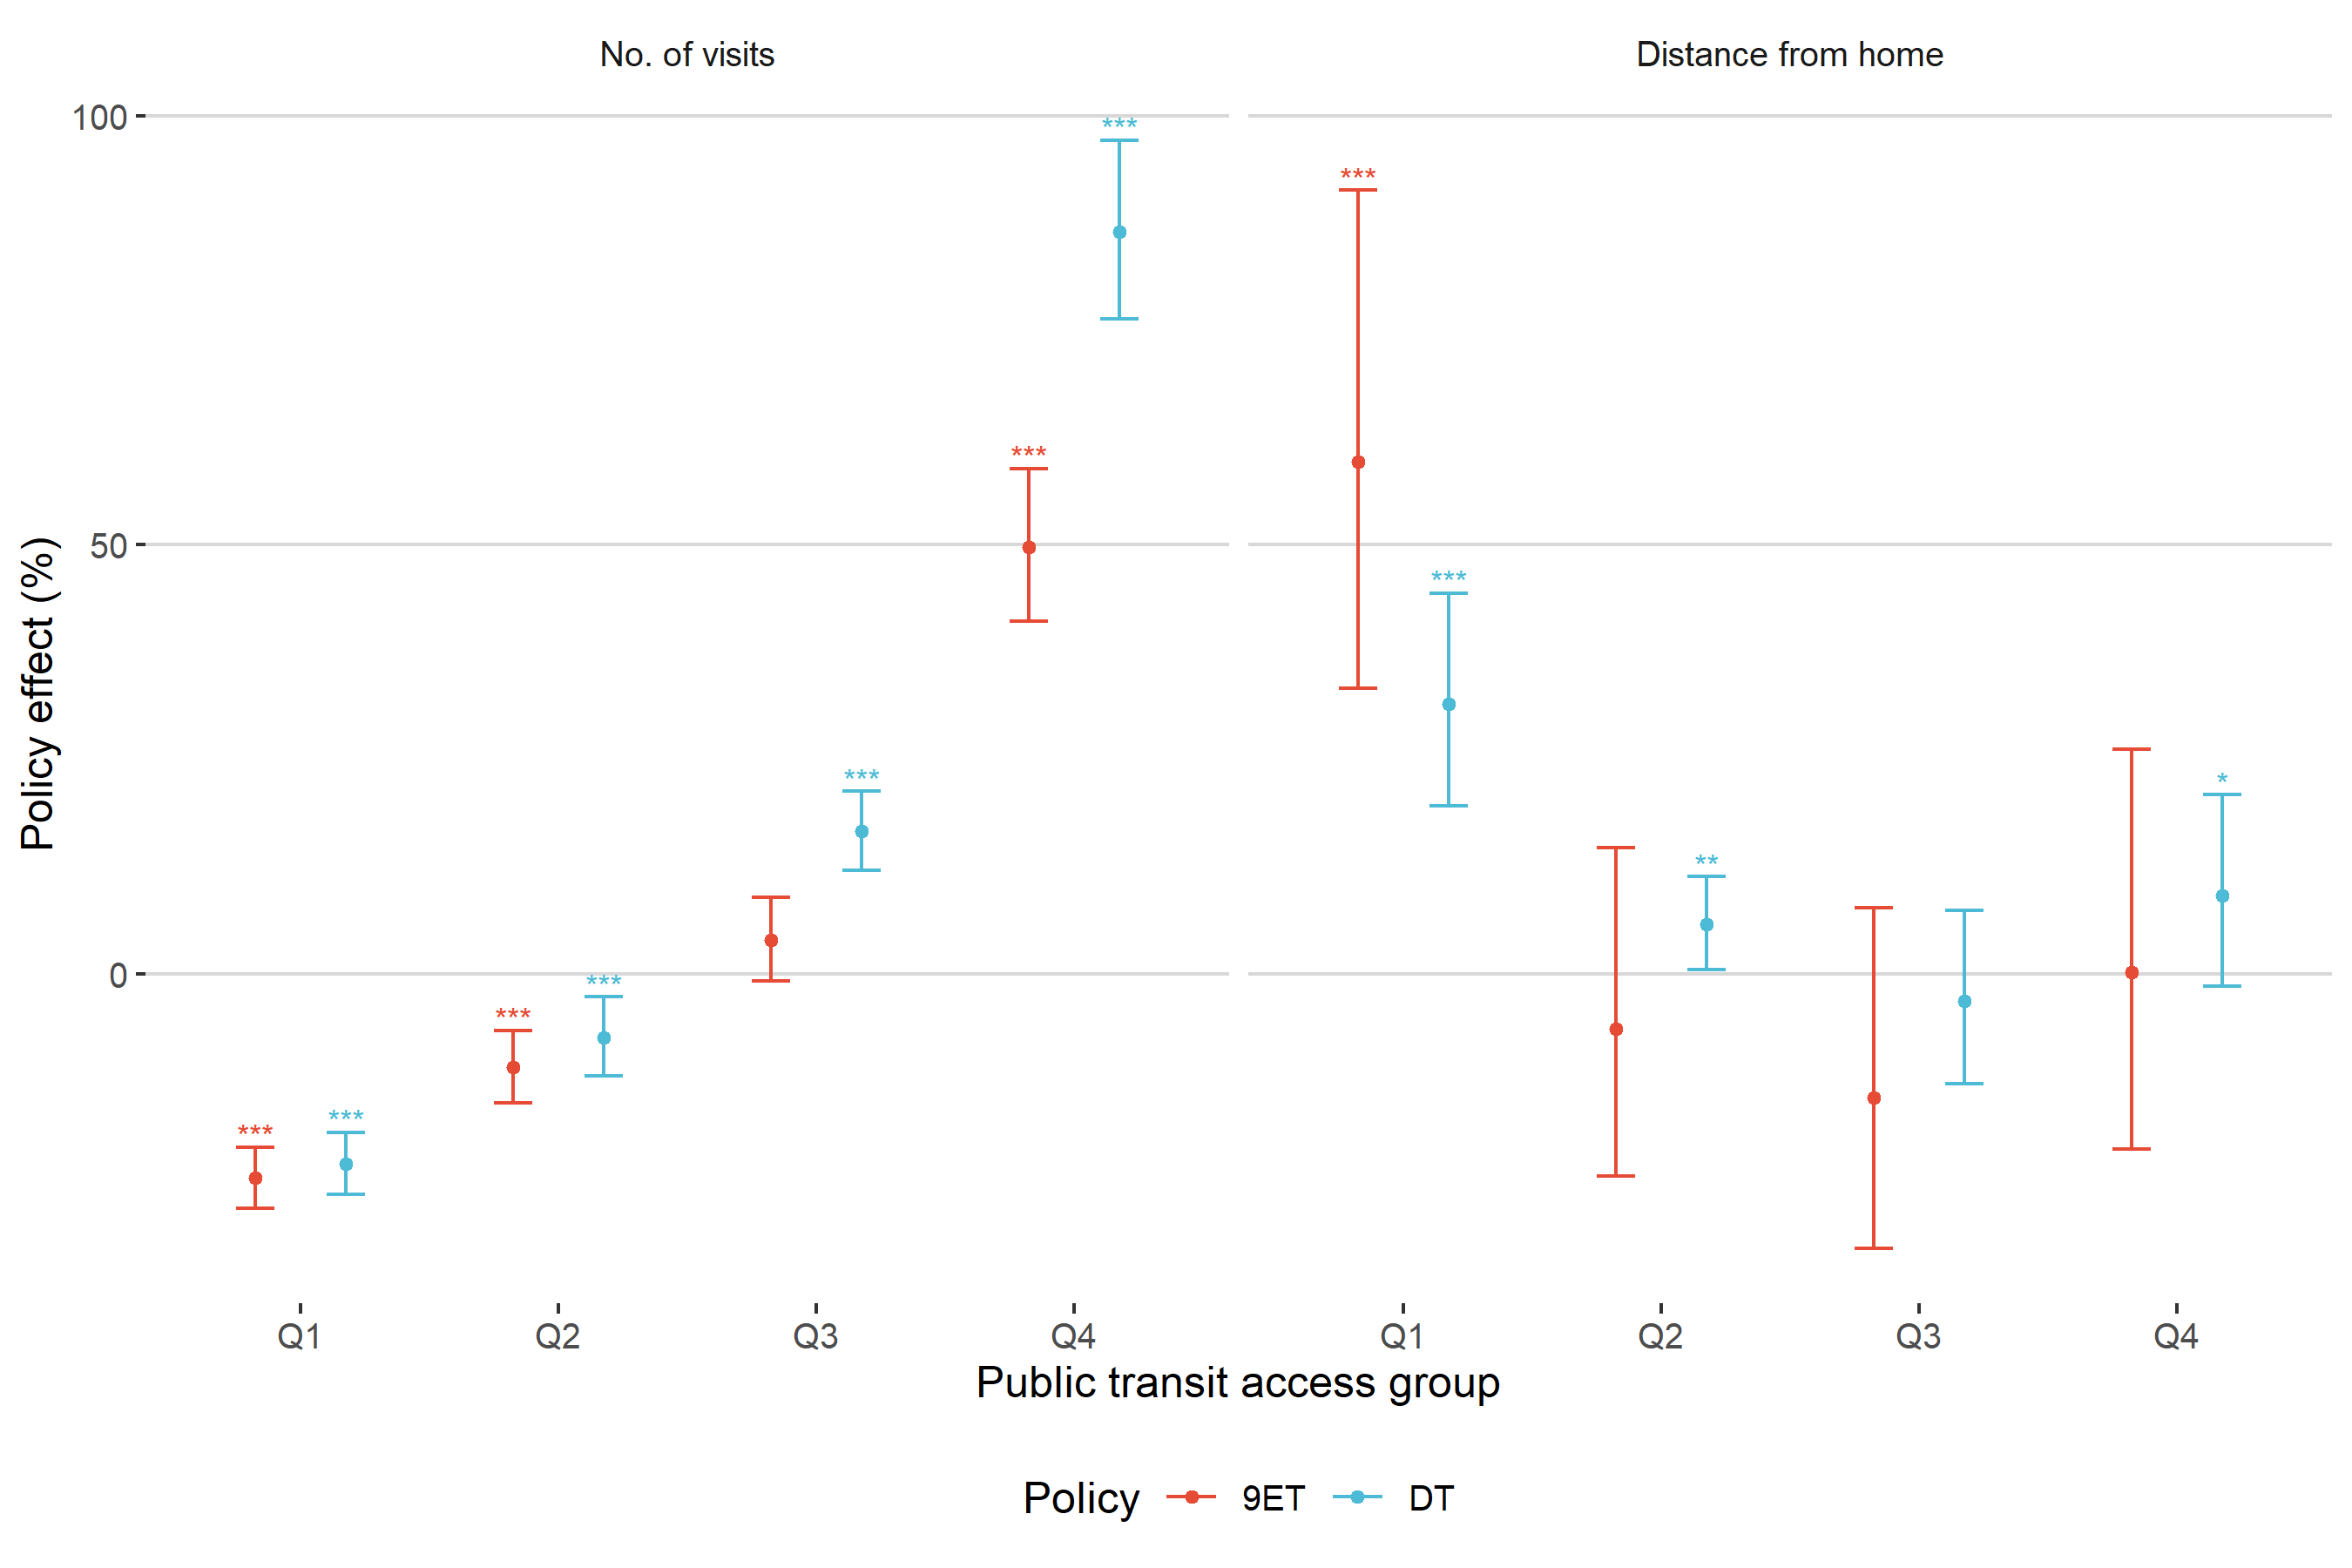 No. of visits
Distance from home
Policy effect (%)
100
50
0
***
***
***
***
***
***
***
***
***
**
*
***
***
Q1
Q2
Q3
Q4
Q1
Q2
Q3
Q4
Public transit access group
Policy
9ET
DT